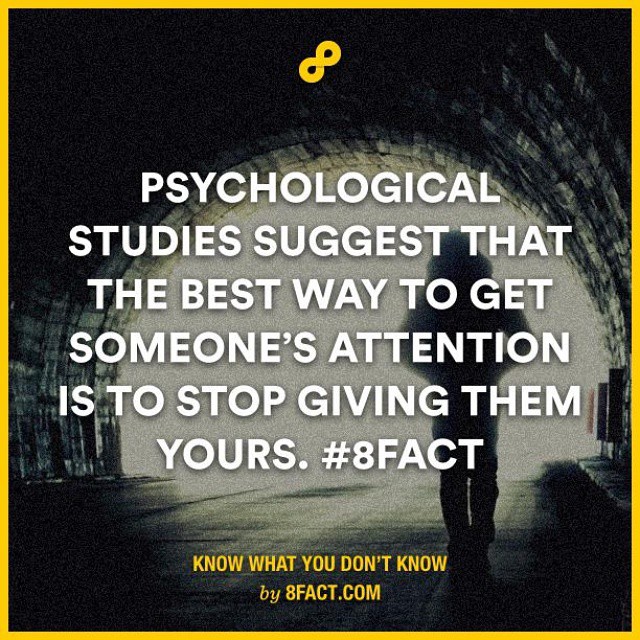 PSYCHOLOGICAL
STUDIES SUGGEST THAT
THE BEST WAY TO GET
SOMEONE’S ATTENTION
IS TO STOP GIVING THEM
YOURS. #8FACT
KNOW WHAT YOU DON’T KNOW
by 8FACT.COM